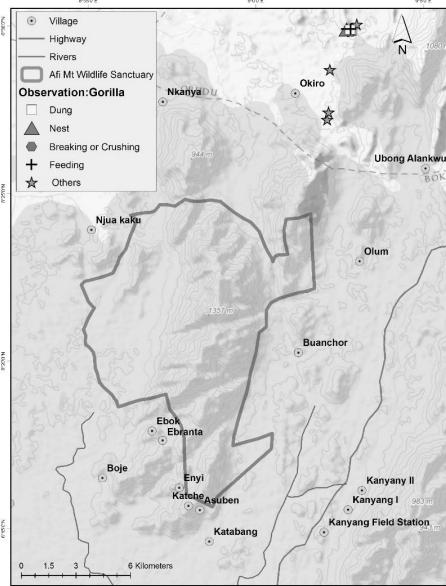 Village
Highway
Rivers
Afi Mt Wildlife Sanctuary
Observation:Gorilla
Dung
Nest
Breaking or Crushing
Feeding
Others
N
Okiro
Nkanya
944 m
Ubong Alankwu
Njua kaku
Olum
1357 m
Buanchor
Ebok
Ebranta
Boje
Enyi
Kanyany II
Katche
Asuben
Kanyang I
983 m
Kanyang Field Station
Katabang
0 1.5 3 6 Kilometers